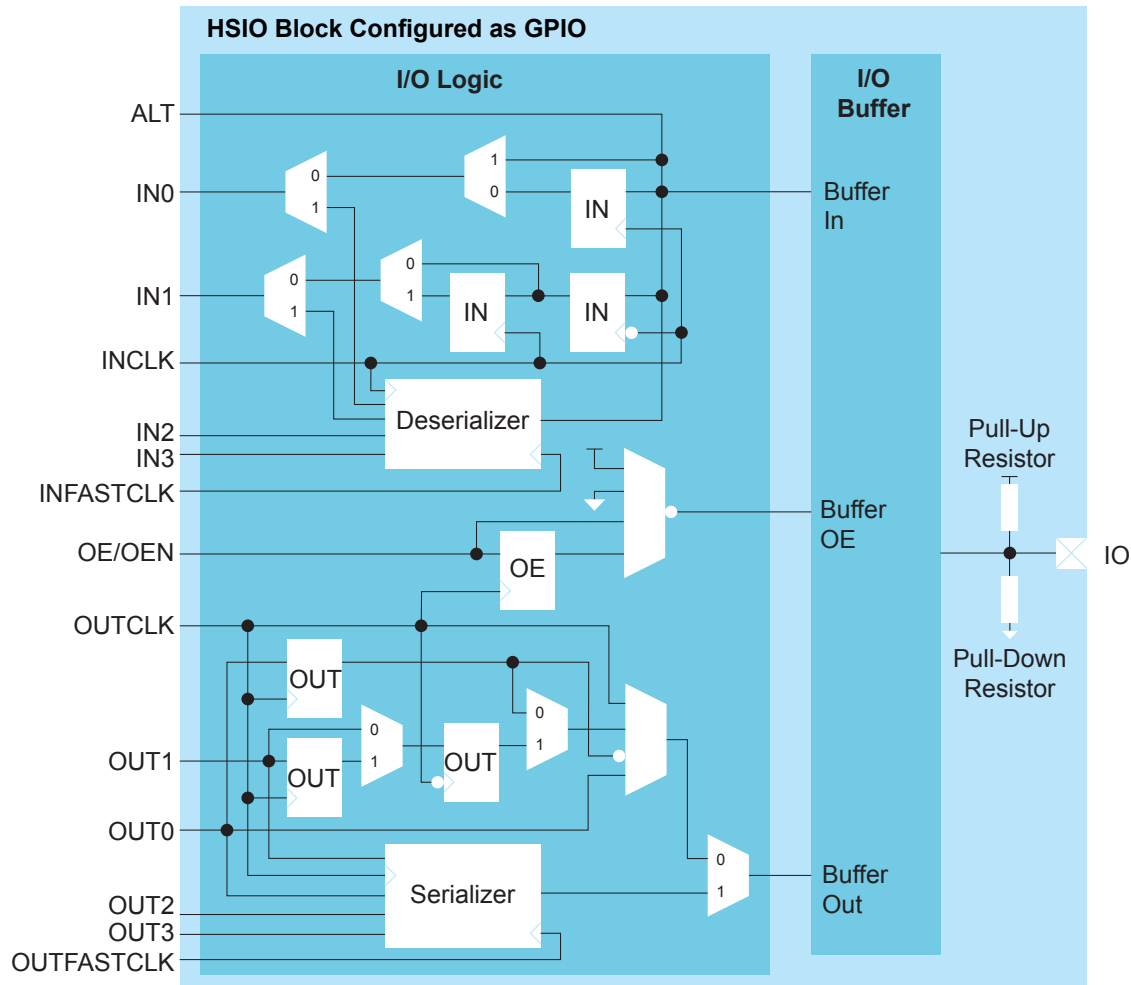 HSIO Block Configured as GPIO
I/O Logic
I/O
Buffer
ALT
IN0
0
1
1
0
IN
Buffer
In
IN1
0
1
0
1
IN
IN
INCLK
Deserializer
IN2
IN3
INFASTCLK
Pull-Up
Resistor
Buffer
OE
OE/OEN
OE
IO
OUTCLK
OUT
Pull-Down
Resistor
OUT1
OUT
0
1
OUT
0
1
OUT0
Serializer
0
1
Buffer
Out
OUT2
OUT3
OUTFASTCLK